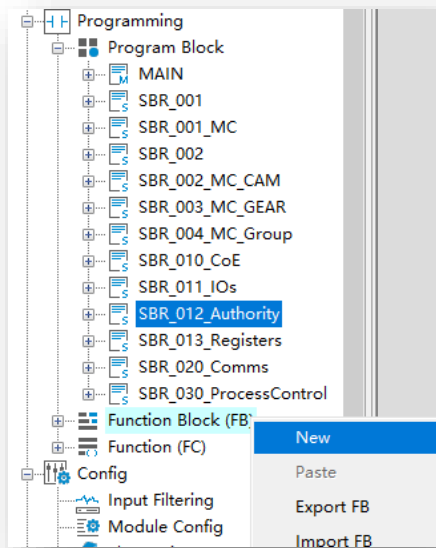 Programming
Program Block
MAIN
SBR_001
SBR_001_MC
SBR_002
SBR_002_MC_CAM
SBR_003_MC_GEAR
SBR_004_MC_Group
SBR_010_CoE
SBR_011_IOs
SBR_012_Authority
SBR_013_Registers
SBR_020_Comms
SBR_030_ProcessControl
Function Block (FB)
New
Function (FC)
Paste
Config
Input Filtering
Export FB
Module Config
Import FB